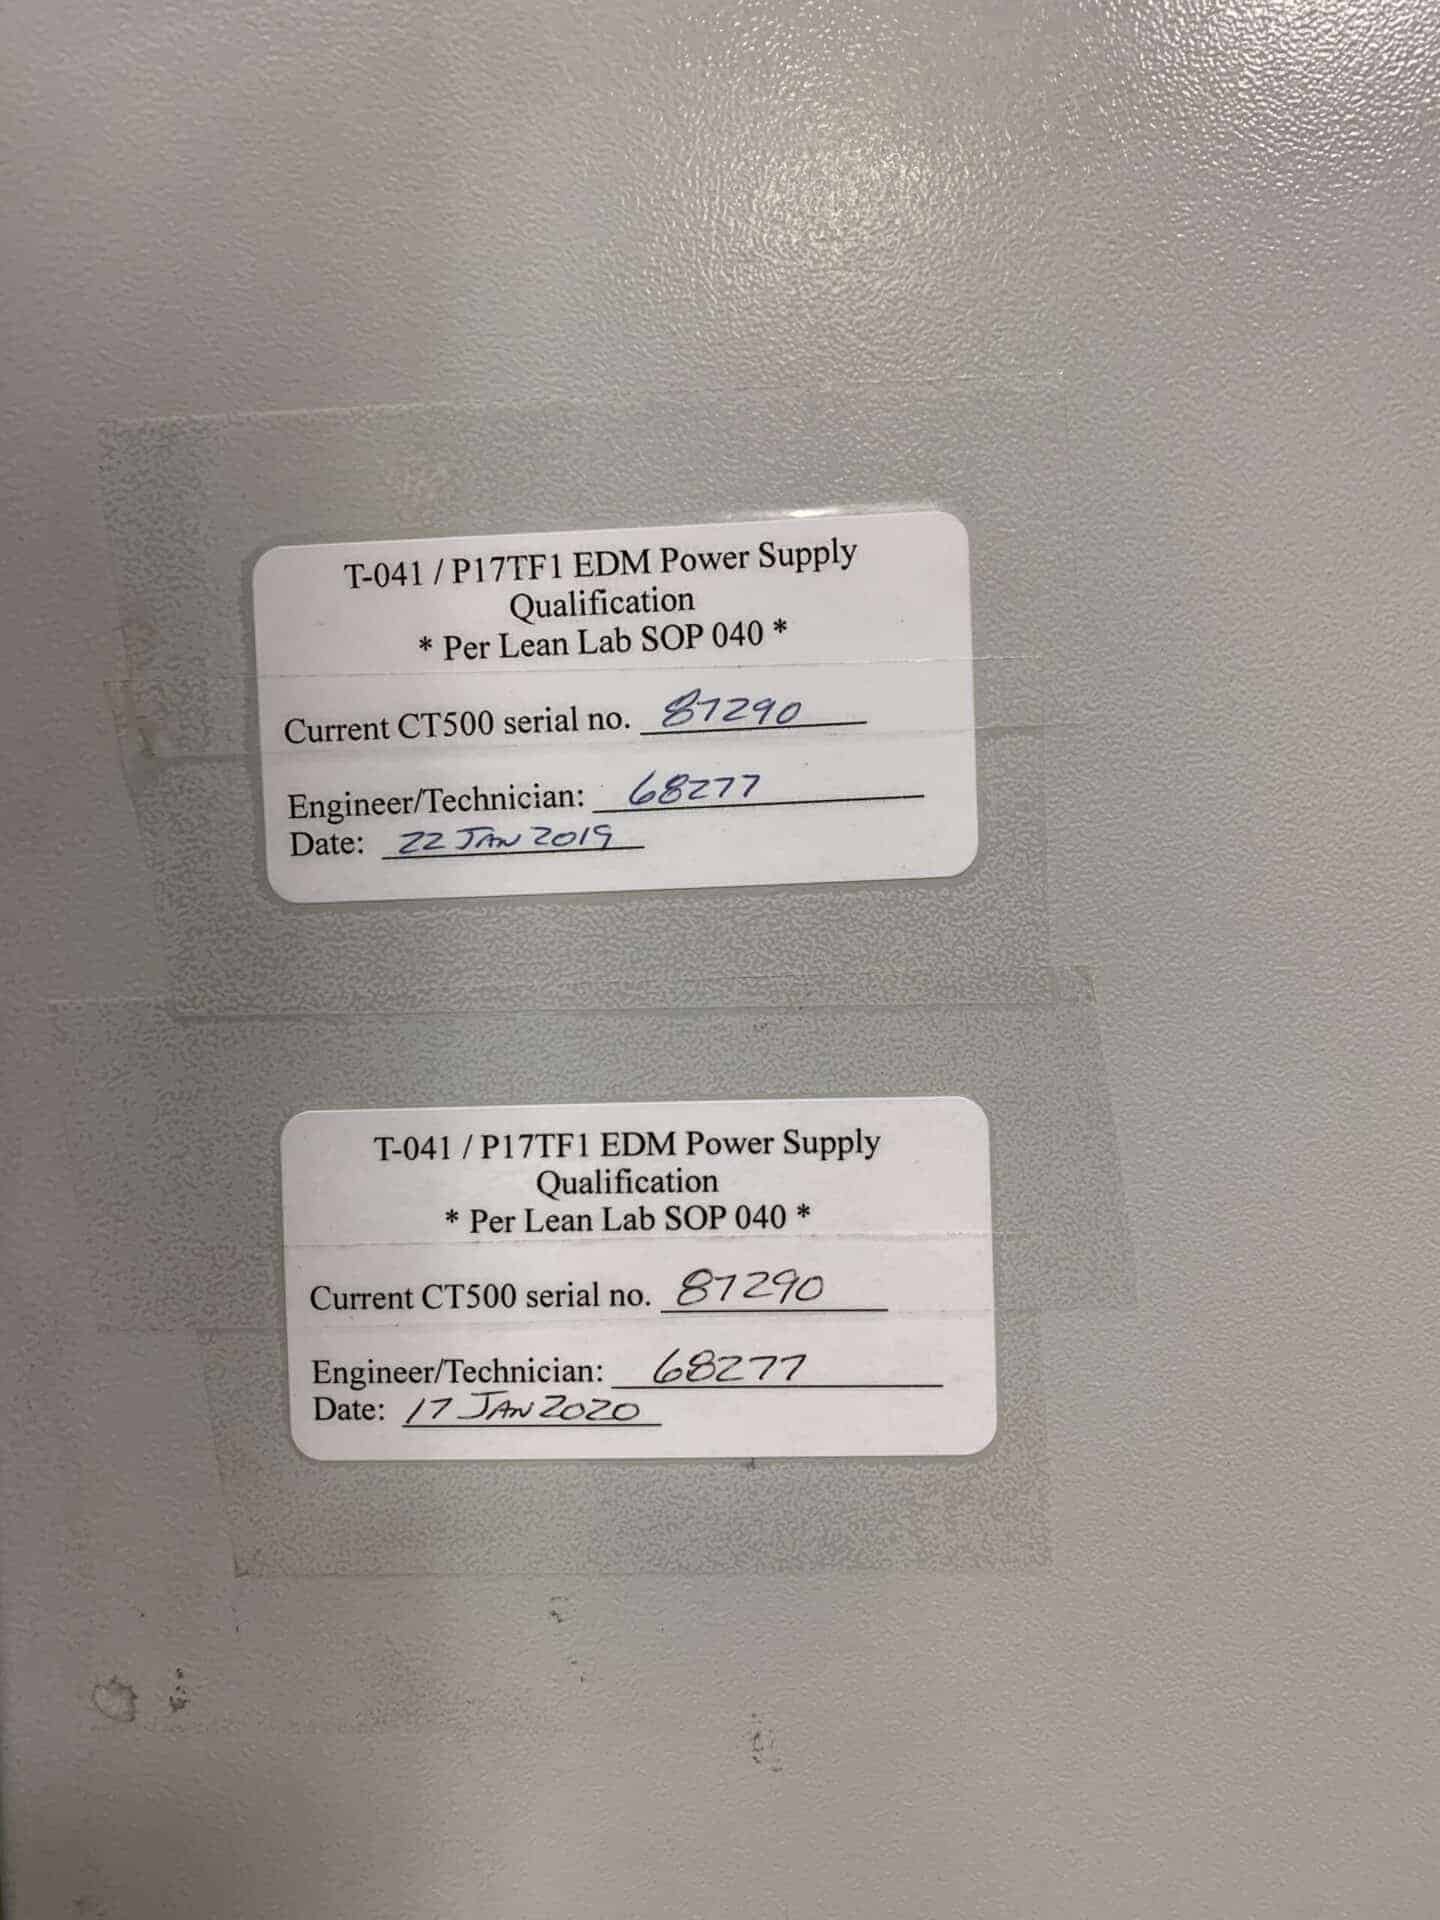 T-041 / P17TF1 EDM Power Supply
Qualification
* Per Lean Lab SOP 040 *
Current CT500 serial no. 87290
Engineer/Technician: 68277
Date: 22 JAN 2019
T-041 / P17TF1 EDM Power Supply
Qualification
* Per Lean Lab SOP 040 *
Current CT500 serial no. 87290
Engineer/Technician: 68277
Date: 17 JAN 2020